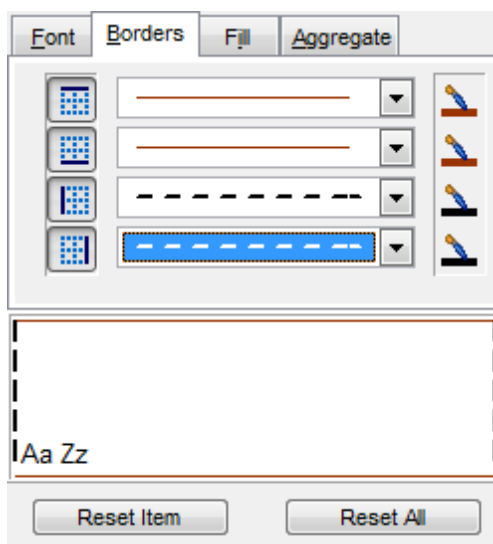 Font Borders Fill Aggregate
Aa Zz
Reset Item Reset All